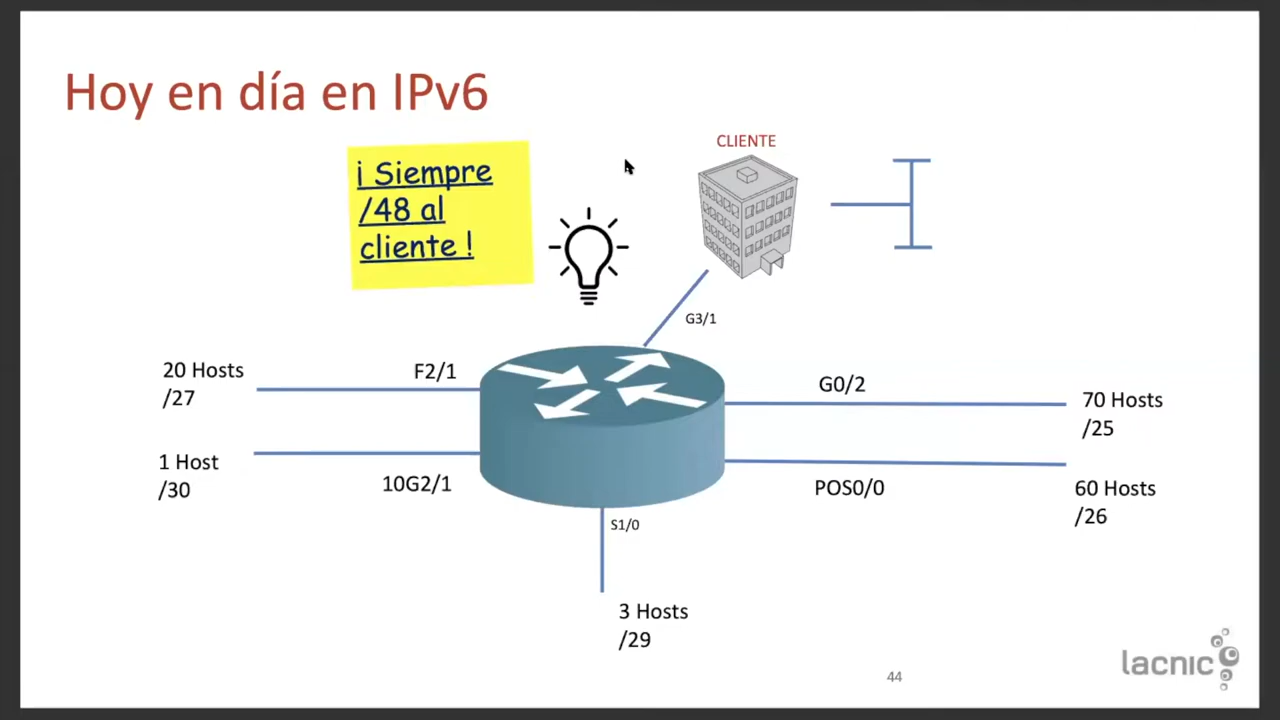 Hoy en día en IPv6
¡ Siempre
/48 al
cliente !
CLIENTE
G3/1
20 Hosts
/27
F2/1
G0/2
70 Hosts
/25
1 Host
/30
10G2/1
POS0/0
60 Hosts
/26
S1/0
3 Hosts
/29
lacnic
44